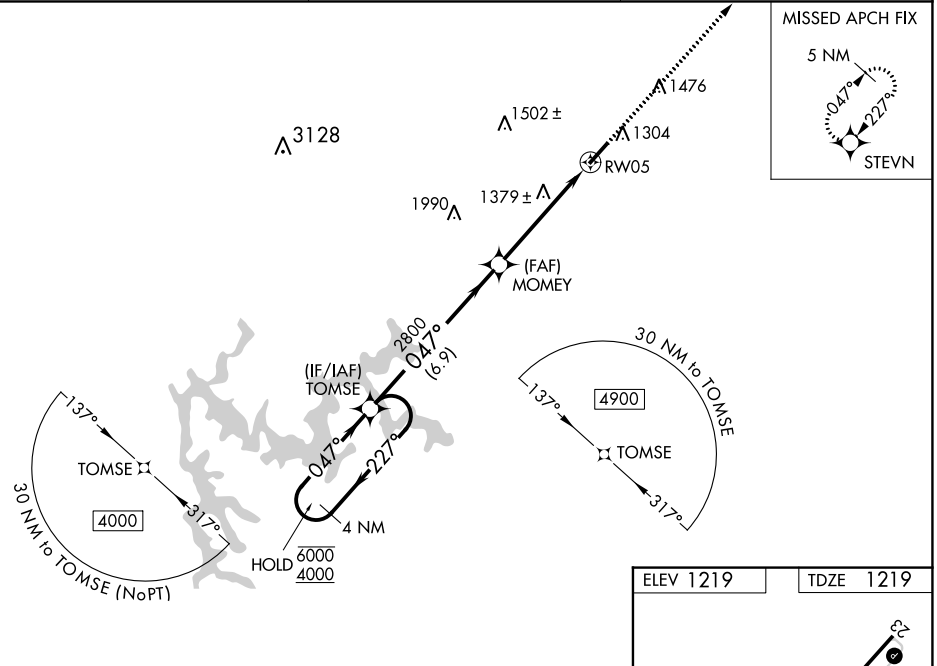 MISSED APCH FIX
5 NM
047°
227°
STEVN
1476
1502 ±
3128
1304
RW05
1379 ±
1990
(FAF)
MOMEY
2800
047°
(6.9)
(IF/IAF)
TOMSE
30 NM to TOMSE
137°
4900
TOMSE
317°
137°
TOMSE
317°
4000
30 NM to TOMSE (NoPT)
047°
227°
4 NM
HOLD 6000
4000
ELEV 1219
TDZE 1219
23
P